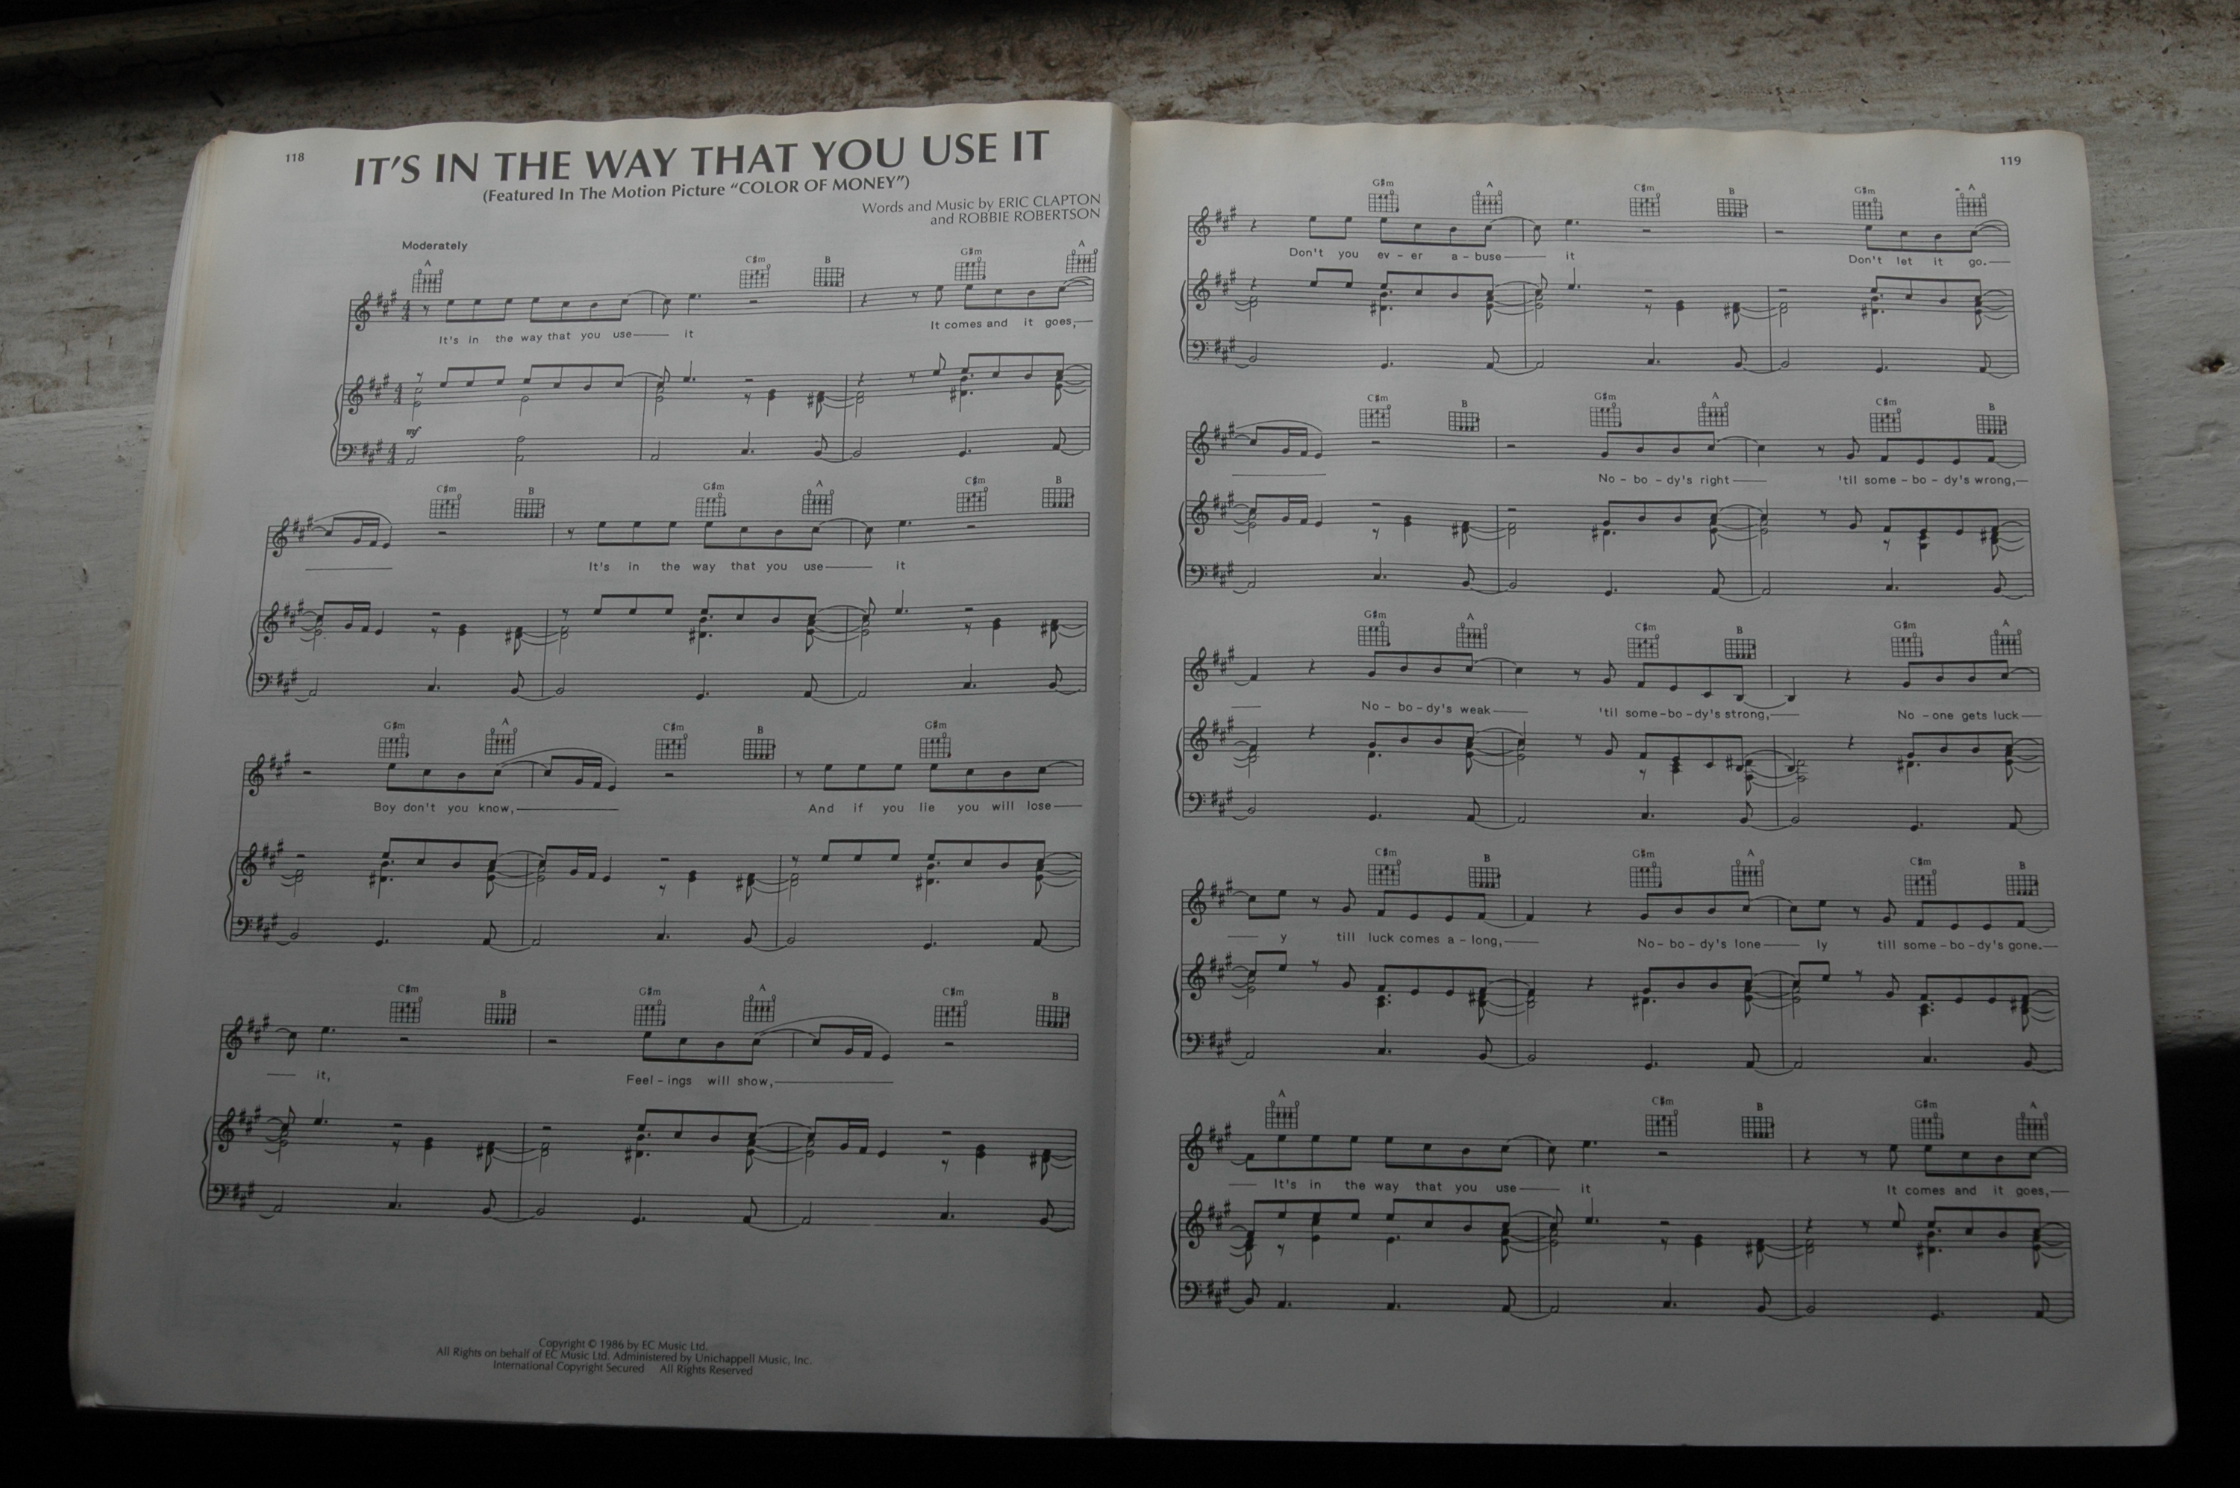 118
IT'S IN THE WAY THAT YOU USE IT
(Featured In The Motion Picture “COLOR OF MONEY”)
Words and Music by ERIC CLAPTON
and ROBBIE ROBERTSON
Moderately
A C♯m B G♯m A
It's in the way that you use it It comes and it goes,
mf
C♯m B G♯m A C♯m B
It's in the way that you use it
G♯m A C♯m B G♯m
Boy don't you know, And if you lie you will lose
C♯m B G♯m A C♯m B
it, Feel-ings will show,
Copyright © 1986 by EC Music Ltd.
All Rights on behalf of EC Music Ltd. Administered by Unichappell Music, Inc.
International Copyright Secured All Rights Reserved
119
G♯m A C♯m B G♯m A
Don't you ev-er a-buse it Don't let it go.
C♯m B G♯m A C♯m B
No-bo-dy's right 'til some-bo-dy's wrong,
G♯m A C♯m B G♯m A
No-bo-dy's weak 'til some-bo-dy's strong, No-one gets luck
C♯m B G♯m A C♯m B
y till luck comes a-long, No-bo-dy's lone ly till some-bo-dy's gone.
A C♯m B G♯m A
It's in the way that you use it It comes and it goes,